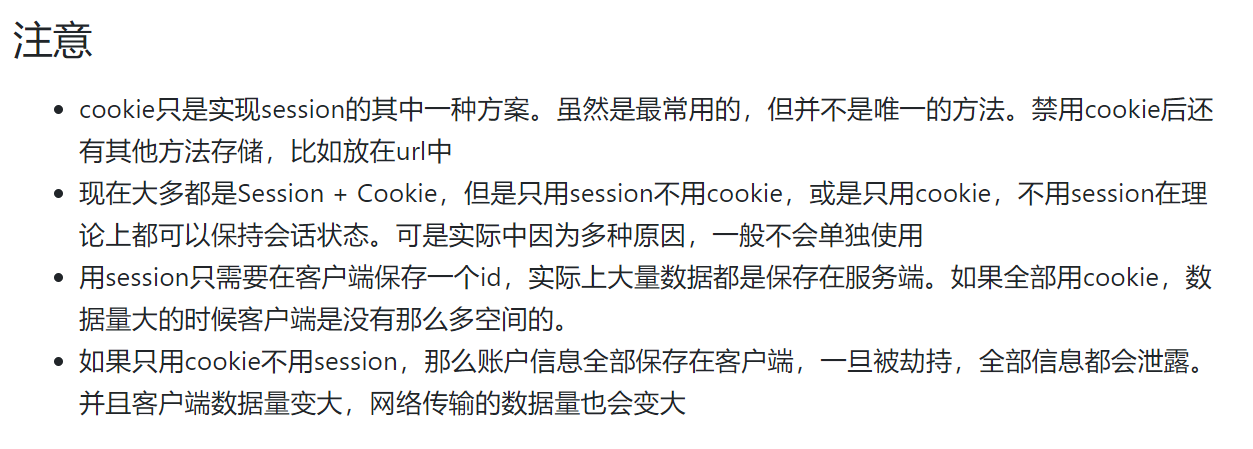 注意
cookie只是实现session的其中一种方案。虽然是最常用的，但并不是唯一的方法。禁用cookie后还
有其他方法存储，比如放在url中
现在大多都是Session + Cookie，但是只用session不用cookie，或是只用cookie，不用session在理
论上都可以保持会话状态。可是实际中因为多种原因，一般不会单独使用
用session只需要在客户端保存一个id，实际上大量数据都是保存在服务端。如果全部用cookie，数
据量大的时候客户端是没有那么多空间的。
如果只用cookie不用session，那么账户信息全部保存在客户端，一旦被劫持，全部信息都会泄露。
并且客户端数据量变大，网络传输的数据量也会变大